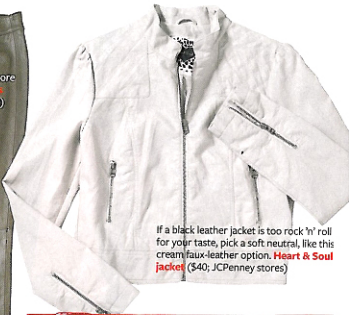 ore
)
If a black leather jacket is too rock 'n' roll
for your taste, pick a soft neutral, like this
cream faux-leather option. Heart & Soul
jacket ($40; JCPenney stores)